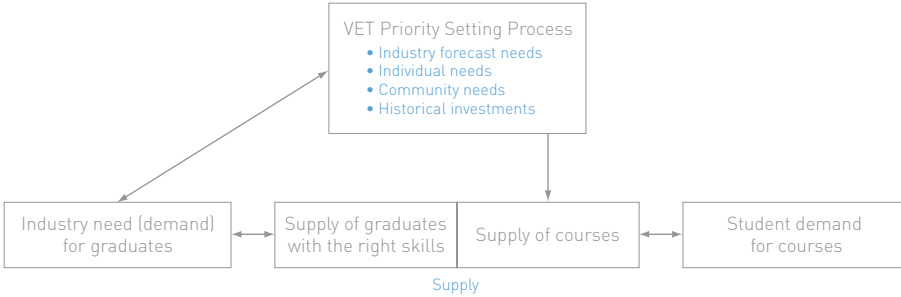 VET Priority Setting Process
• Industry forecast needs
• Individual needs
• Community needs
• Historical investments
Industry need (demand)
for graduates
Supply of graduates
with the right skills
Supply of courses
Student demand
for courses
Supply